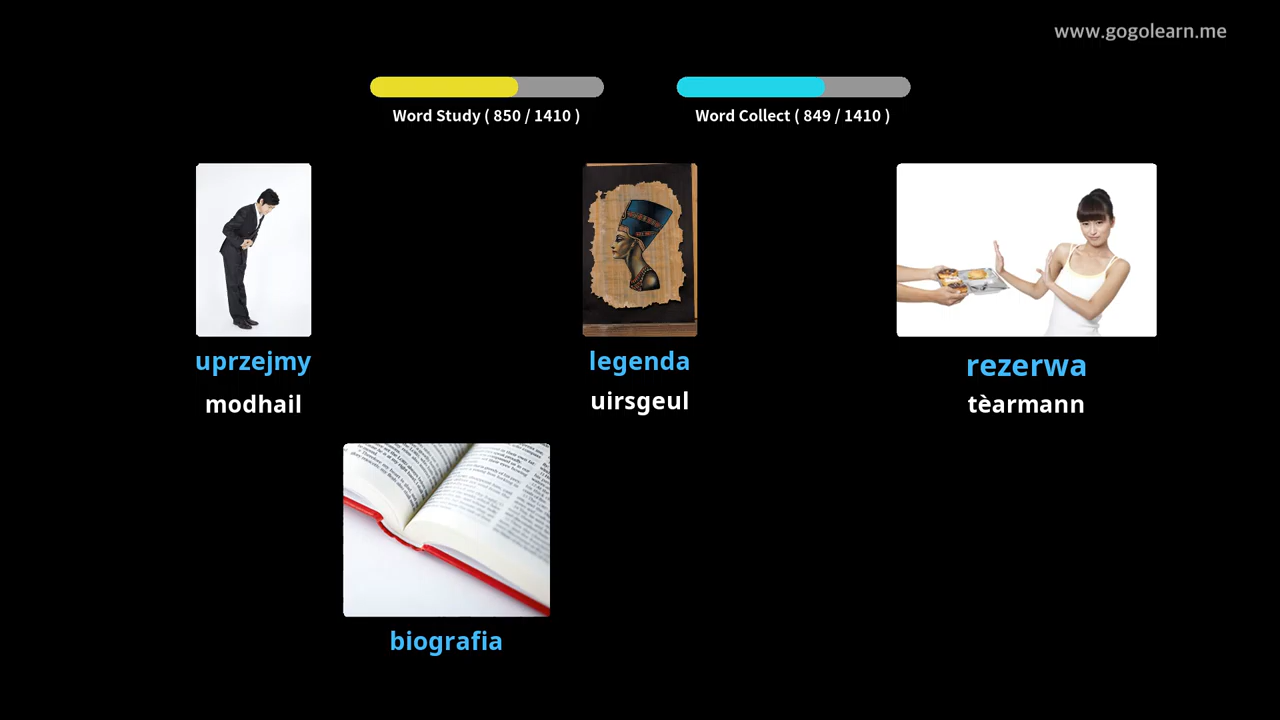 www.gogolearn.me
Word Study ( 850 / 1410 )
Word Collect ( 849 / 1410 )
uprzejmy
modhail
legenda
uirsgeul
rezerwa
tèarmann
biografia